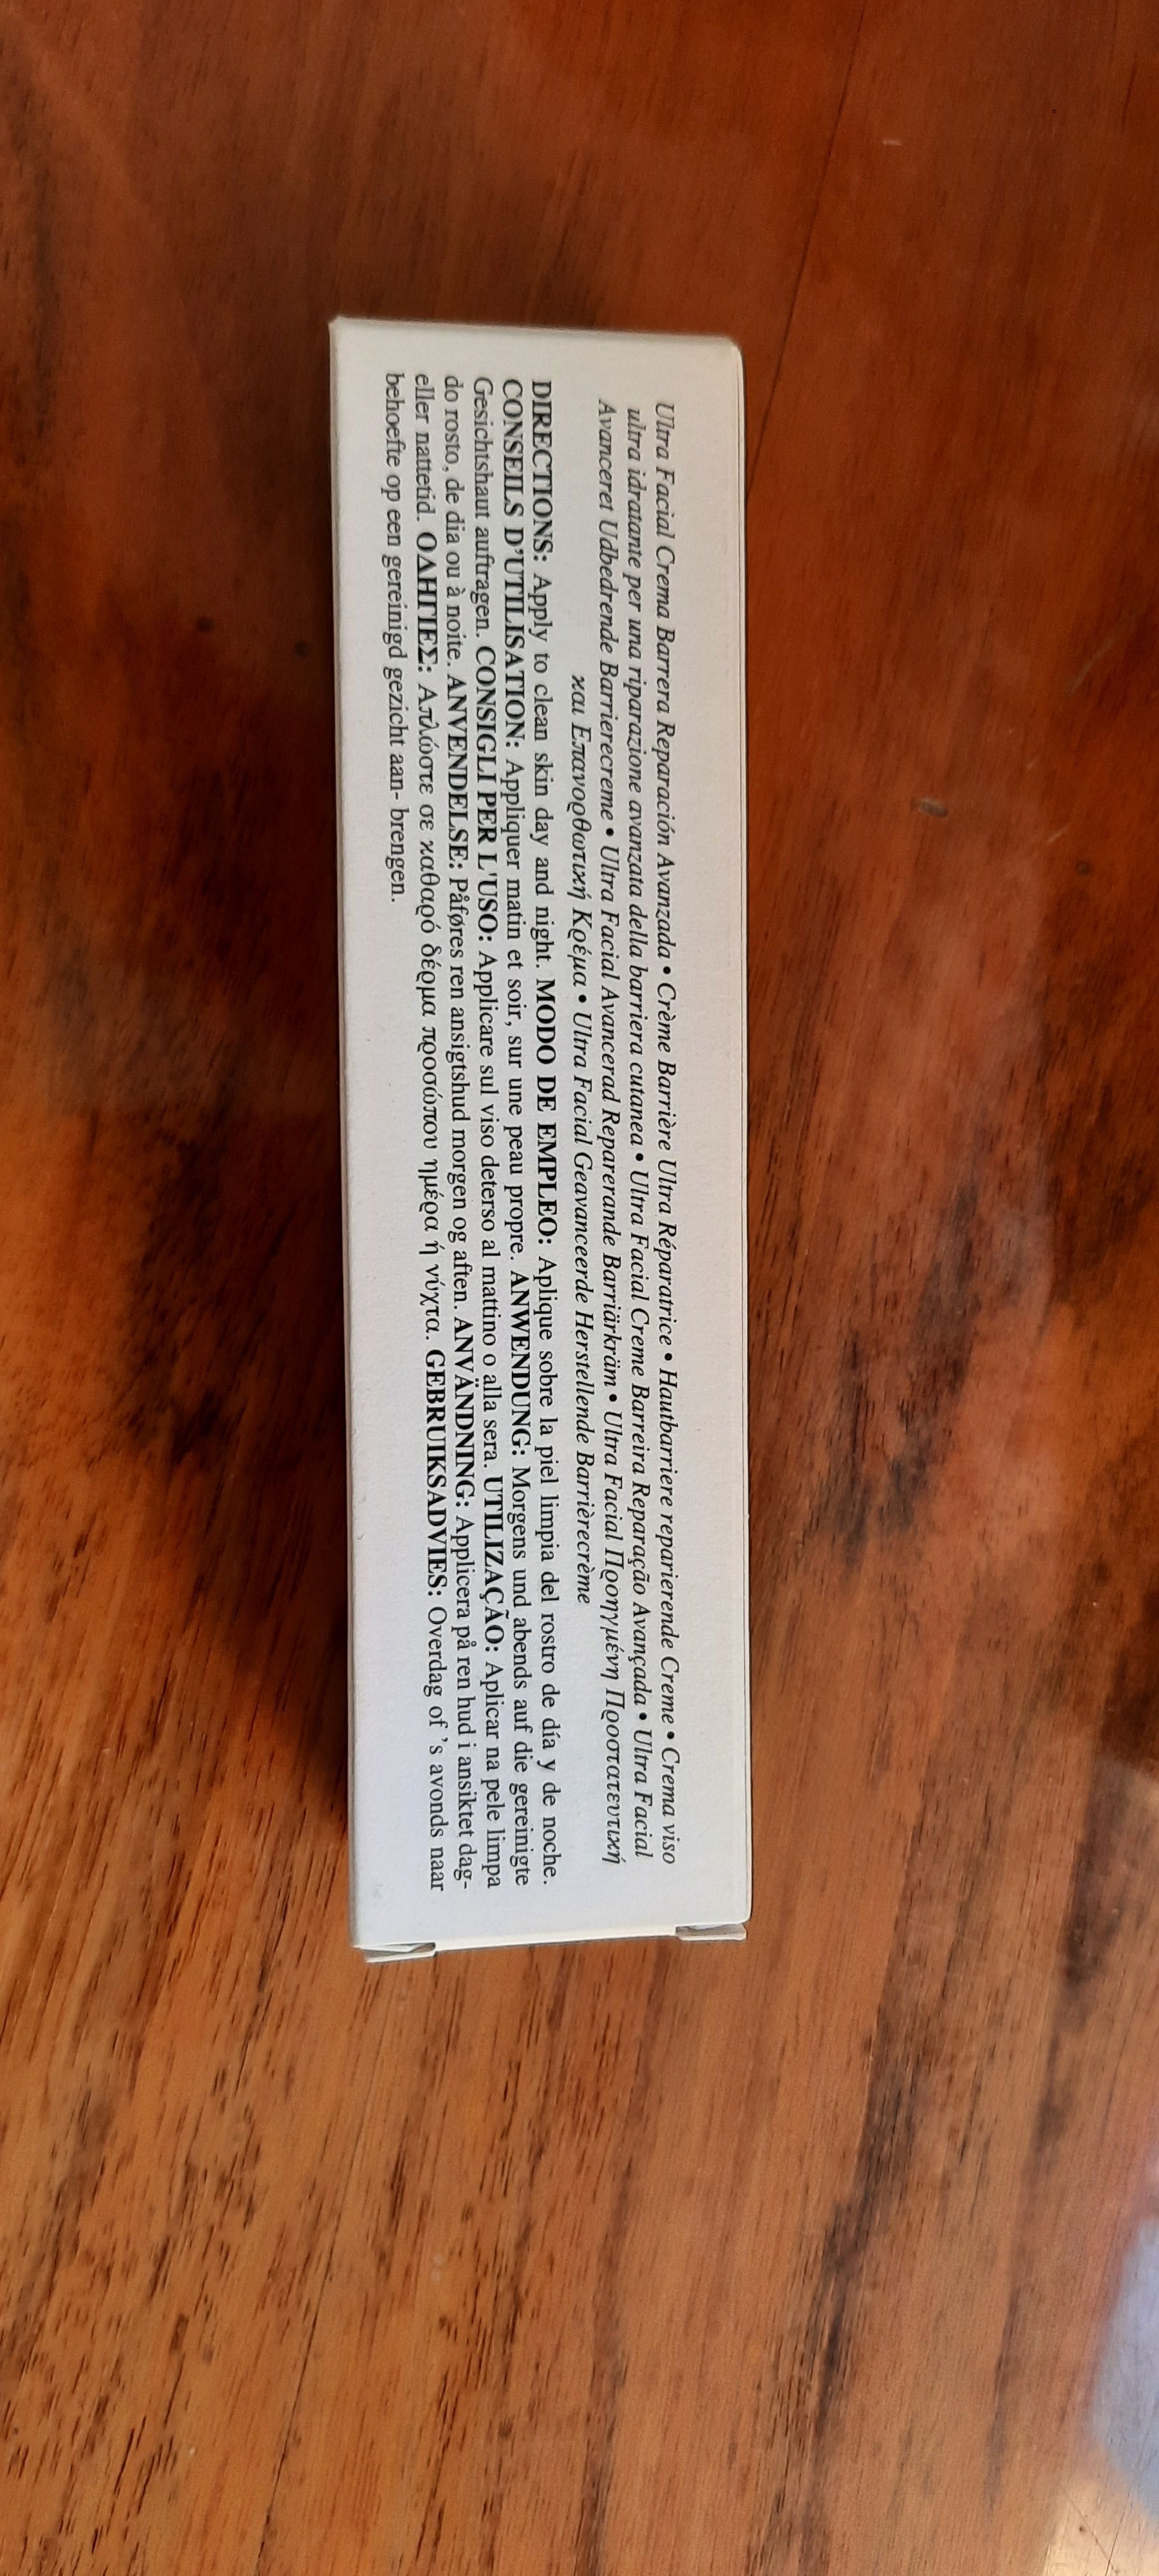 Ultra Facial Crema Barrera Reparación Avanzada • Crème Barrière Ultra Réparatrice • Hautbarriere reparierende Creme • Crema viso
ultra idratante per una riparazione avanzata della barriera cutanea • Ultra Facial Creme Barreira Reparação Avançada • Ultra Facial
Avanceret Udbedrende Barrierecreme • Ultra Facial Avancerad Reparerande Barriärkräm • Ultra Facial Προηγμένη Προστατευτική
και Επανορθωτική Κρέμα • Ultra Facial Geavanceerde Herstellende Barrièrecrème
DIRECTIONS: Apply to clean skin day and night. MODO DE EMPLEO: Aplique sobre la piel limpia del rostro de día y de noche.
CONSEILS D'UTILISATION: Appliquer matin et soir, sur une peau propre. ANWENDUNG: Morgens und abends auf die gereinigte
Gesichtshaut auftragen. CONSIGLI PER L'USO: Applicare sul viso deterso al mattino o alla sera. UTILIZAÇÃO: Aplicar na pele limpa
do rosto, de dia ou à noite. ANVENDELSE: Påføres ren ansigtshud morgen og aften. ANVÄNDNING: Applicera på ren hud i ansiktet dag-
eller nattetid. ΟΔΗΓΙΕΣ: Απλώστε σε καθαρό δέρμα προσώπου ημέρα ή νύχτα. GEBRUIKSADVIES: Overdag of 's avonds naar
behoefte op een gereinigd gezicht aan- brengen.